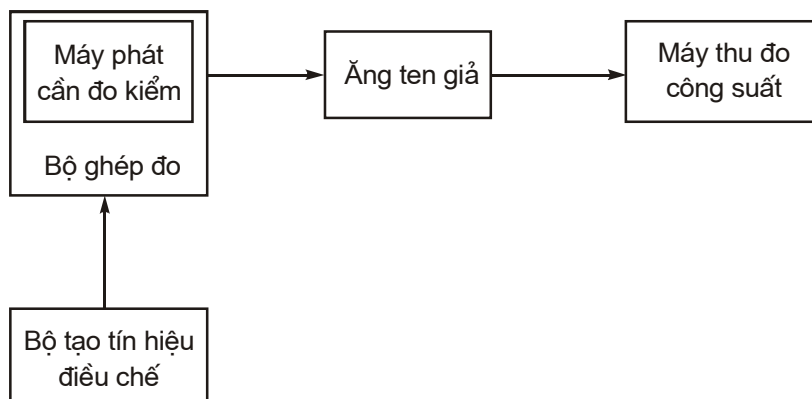 Máy phát
cần đo kiểm
Bộ ghép đo
Ăng ten giả
Máy thu đo
công suất
Bộ tạo tín hiệu
điều chế